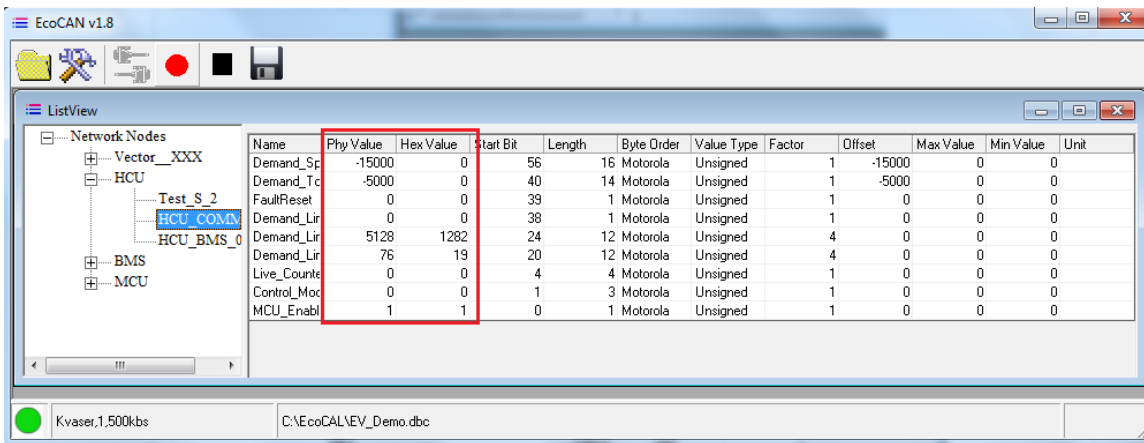 EcoCAN v1.8
ListView
Network Nodes
Vector__XXX
HCU
Test_S_2
HCU_COMM
HCU_BMS_0
BMS
MCU
Name Phy Value Hex Value Start Bit Length Byte Order Value Type Factor Offset Max Value Min Value Unit
Demand_Sp -15000 0 56 16 Motorola Unsigned 1 -15000 0 0
Demand_Tc -5000 0 40 14 Motorola Unsigned 1 -5000 0 0
FaultReset 0 0 39 1 Motorola Unsigned 1 0 0 0
Demand_Lir 0 0 38 1 Motorola Unsigned 1 0 0 0
Demand_Lir 5128 1282 24 12 Motorola Unsigned 4 0 0 0
Demand_Lir 76 19 20 12 Motorola Unsigned 4 0 0 0
Live_Counte 0 0 4 4 Motorola Unsigned 1 0 0 0
Control_Moc 0 0 1 3 Motorola Unsigned 1 0 0 0
MCU_Enabl 1 1 0 1 Motorola Unsigned 1 0 0 0
Kvaser,1,500kbs C:\EcoCAL\EV_Demo.dbc